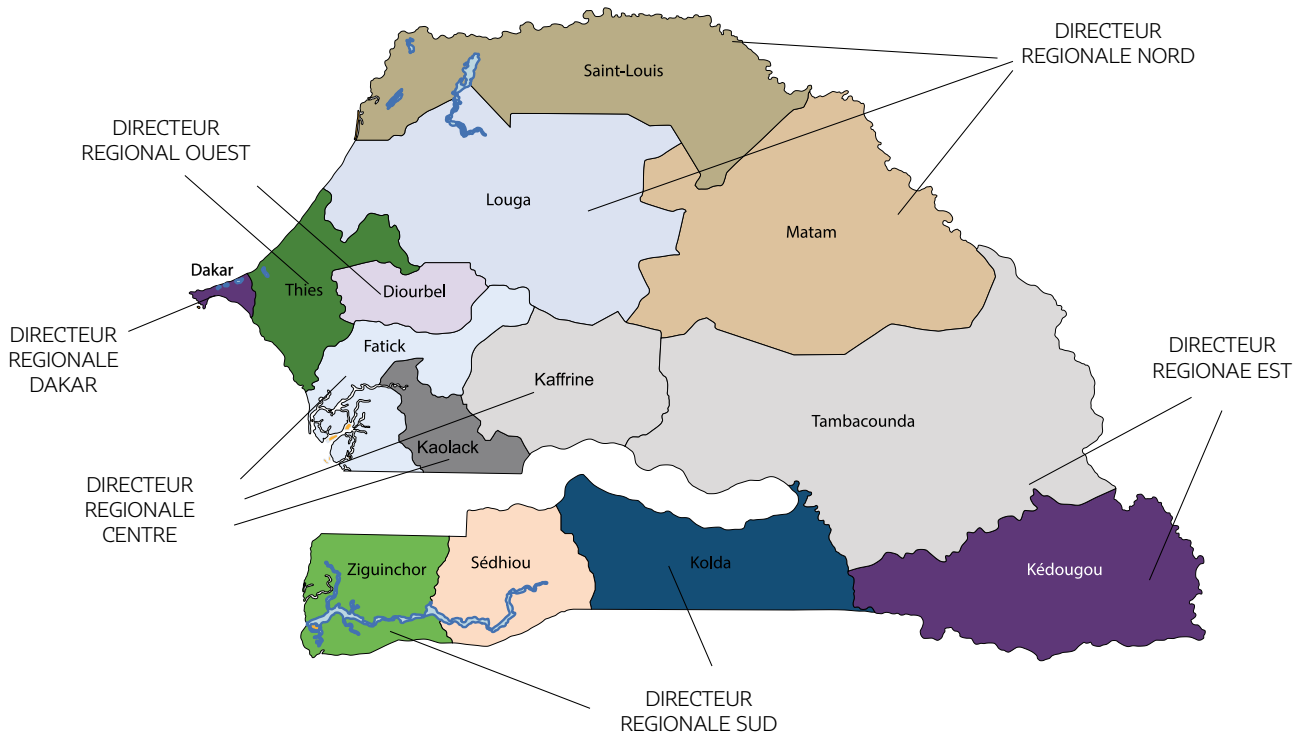 DIRECTEUR
REGIONALE NORD
Saint-Louis
DIRECTEUR
REGIONAL OUEST
Louga
Matam
Dakar
Thies
Diourbel
DIRECTEUR
REGIONALE
DAKAR
Fatick
DIRECTEUR
REGIONAE EST
Kaffrine
Tambacounda
Kaolack
DIRECTEUR
REGIONALE
CENTRE
Ziguinchor
Sédhiou
Kolda
Kédougou
DIRECTEUR
REGIONALE SUD